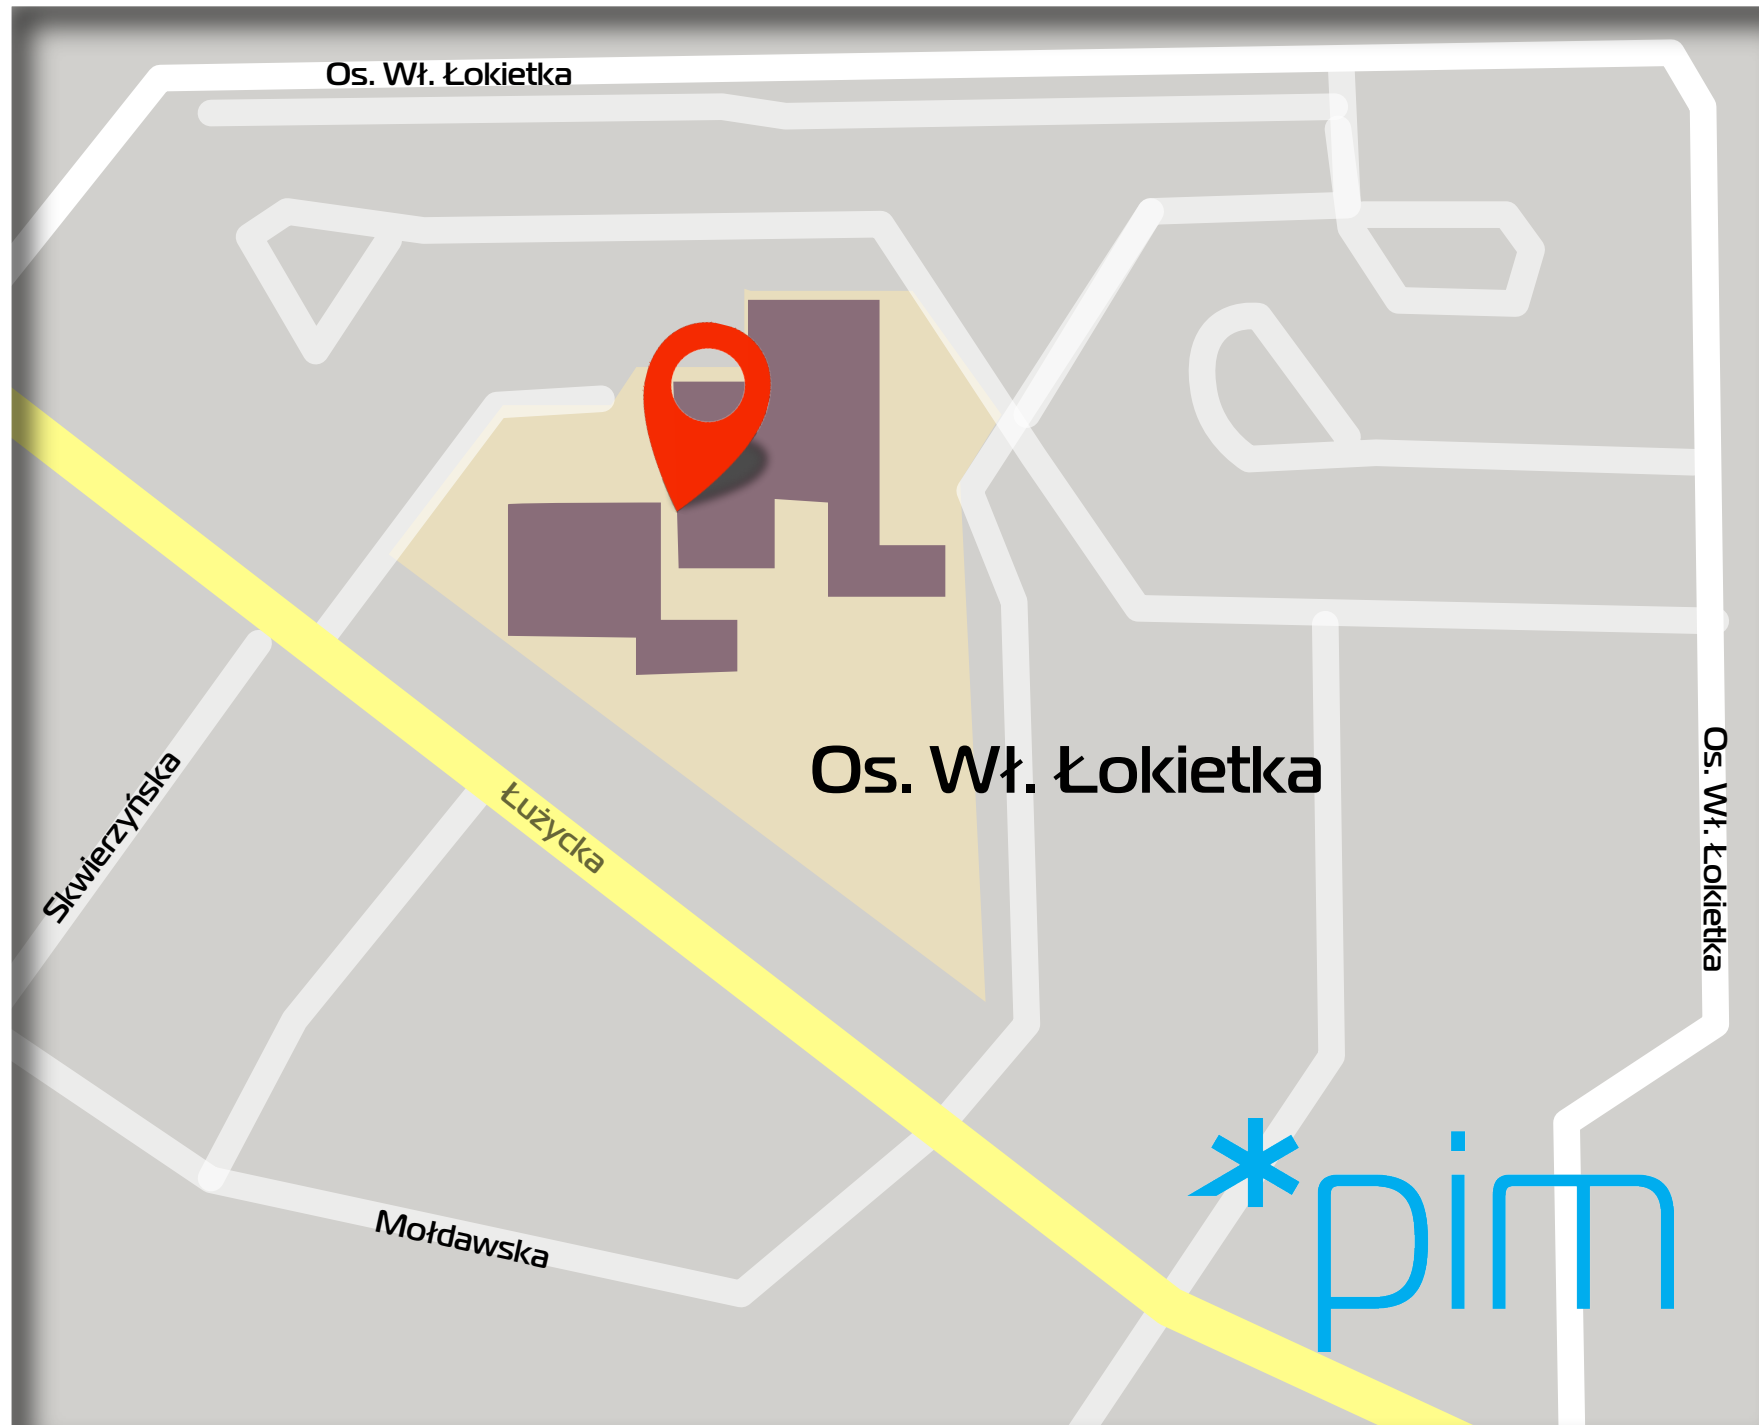 Os. Wł. Łokietka
Os. Wł. Łokietka
Os. Wł. Łokietka
Skwierzyńska
Łużycka
Mołdawska
*pim